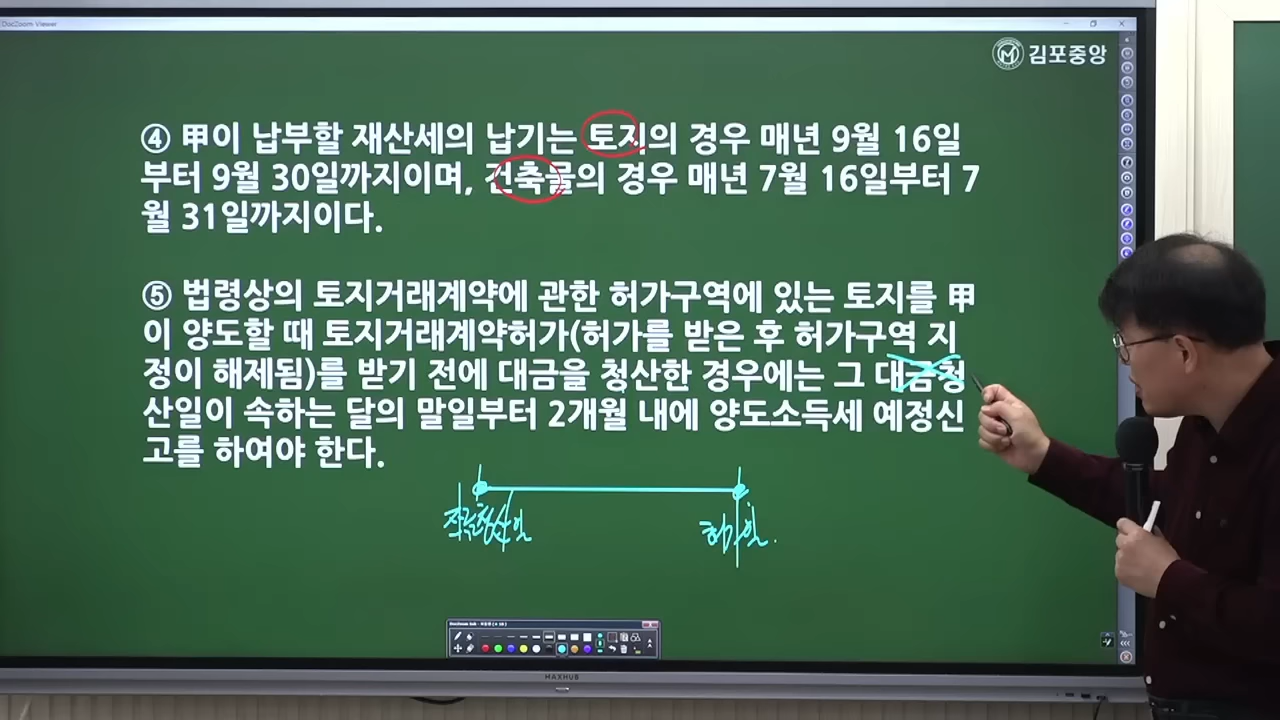 DocZoom Viewer
김포중앙
④ 甲이 납부할 재산세의 납기는 토지의 경우 매년 9월 16일
부터 9월 30일까지이며, 건축물의 경우 매년 7월 16일부터 7
월 31일까지이다.
⑤ 법령상의 토지거래계약에 관한 허가구역에 있는 토지를 甲
이 양도할 때 토지거래계약허가(허가를 받은 후 허가구역 지
정이 해제됨)를 받기 전에 대금을 청산한 경우에는 그 대금청
산일이 속하는 달의 말일부터 2개월 내에 양도소득세 예정신
고를 하여야 한다.
허가일.
MAXHUB